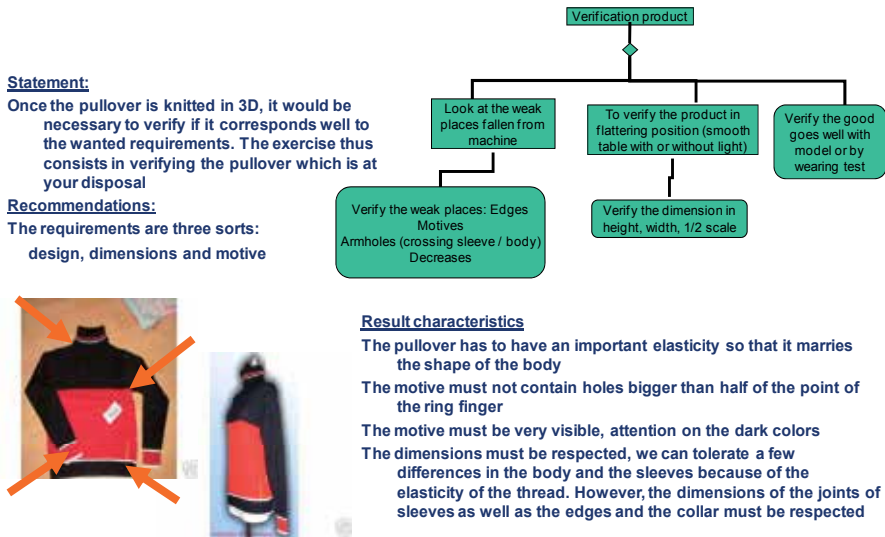 Verification product
Statement:
Once the pullover is knitted in 3D, it would be
necessary to verify if it corresponds well to
the wanted requirements. The exercise thus
consists in verifying the pullover which is at
your disposal
Recommendations:
The requirements are three sorts:
design, dimensions and motive
Look at the weak
places fallen from
machine
To verify the product in
flattering position (smooth
table with or without light)
Verify the good
goes well with
model or by
wearing test
Verify the weak places: Edges
Motives
Armholes (crossing sleeve / body)
Decreases
Verify the dimension in
height, width, 1/2 scale
Result characteristics
The pullover has to have an important elasticity so that it marries
the shape of the body
The motive must not contain holes bigger than half of the point of
the ring finger
The motive must be very visible, attention on the dark colors
The dimensions must be respected, we can tolerate a few
differences in the body and the sleeves because of the
elasticity of the thread. However, the dimensions of the joints of
sleeves as well as the edges and the collar must be respected